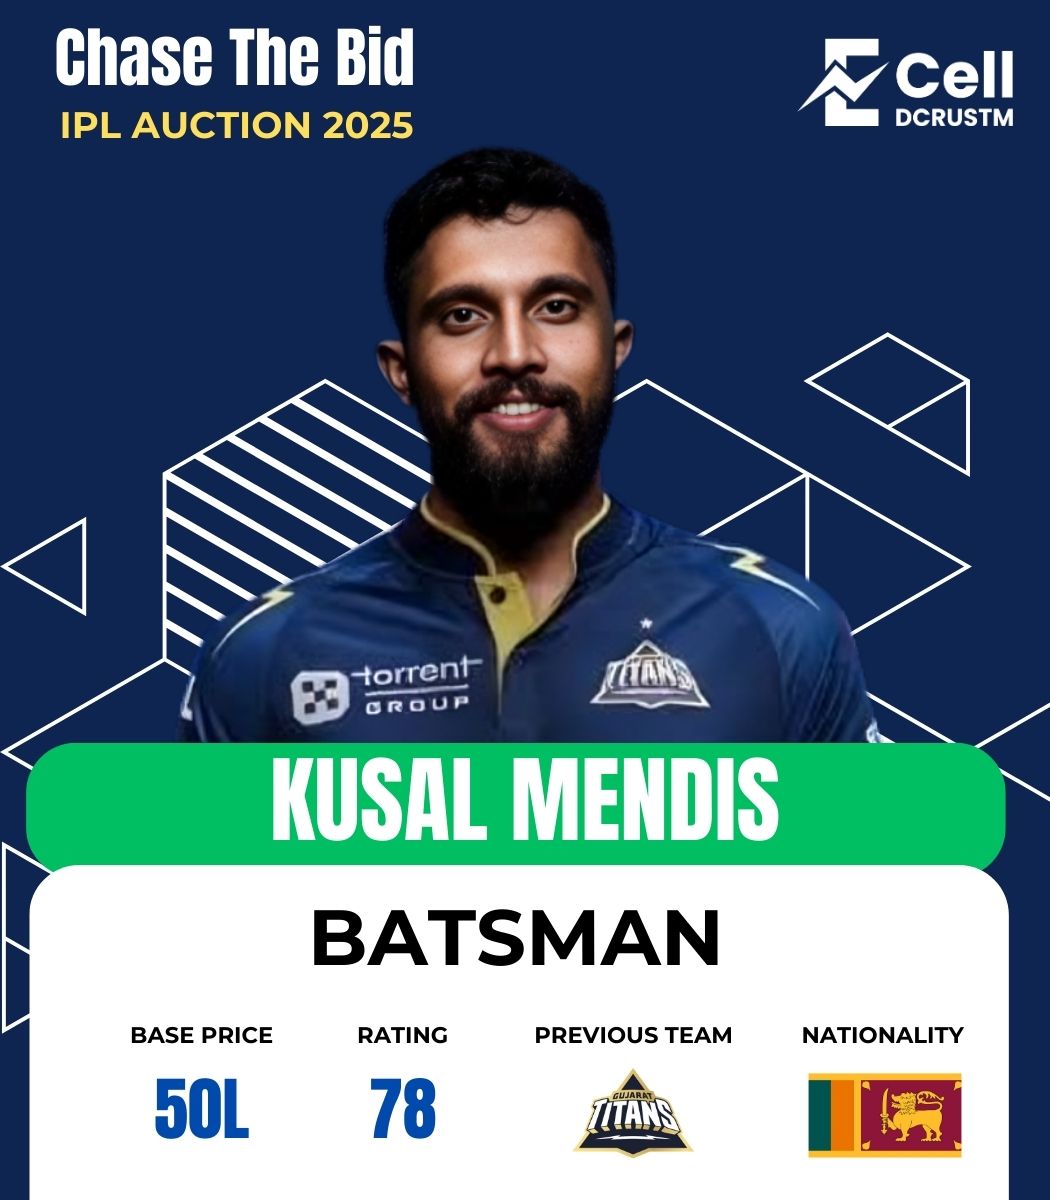 Chase The Bid
IPL AUCTION 2025
Cell
DCRUSTM
torrent
GROUP
TITANS
KUSAL MENDIS
BATSMAN
BASE PRICE
RATING
PREVIOUS TEAM
NATIONALITY
50L
78
GUJARAT
TITANS